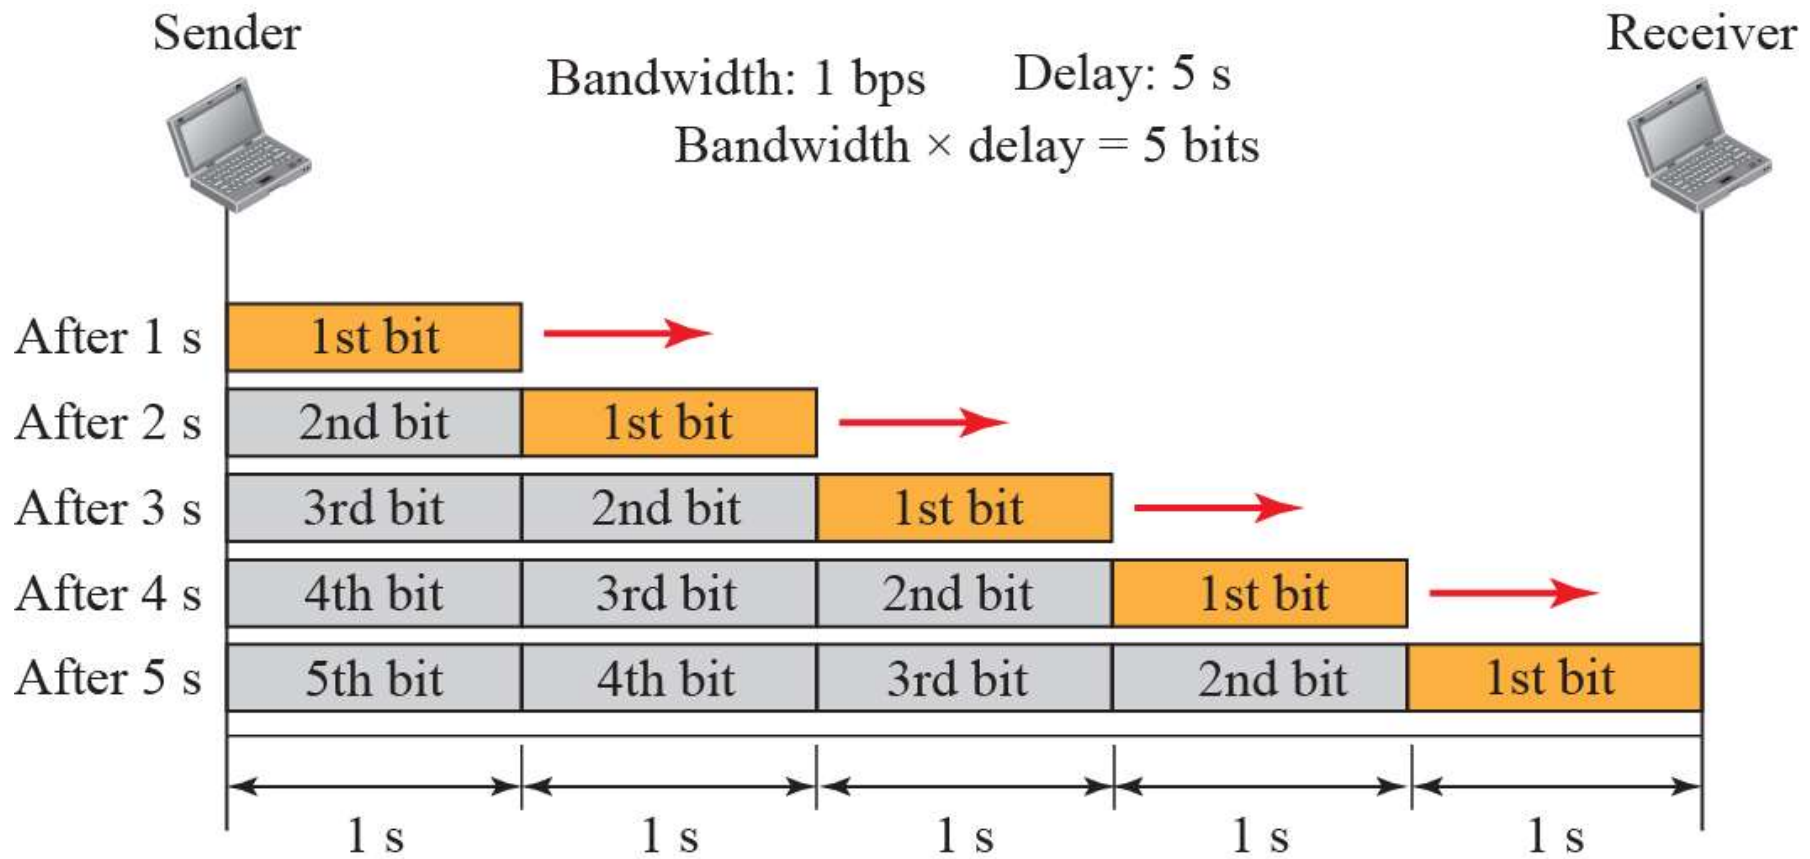 Sender
Receiver
Bandwidth: 1 bps Delay: 5 s
Bandwidth × delay = 5 bits
After 1 s 1st bit
After 2 s 2nd bit 1st bit
After 3 s 3rd bit 2nd bit 1st bit
After 4 s 4th bit 3rd bit 2nd bit 1st bit
After 5 s 5th bit 4th bit 3rd bit 2nd bit 1st bit
1 s 1 s 1 s 1 s 1 s